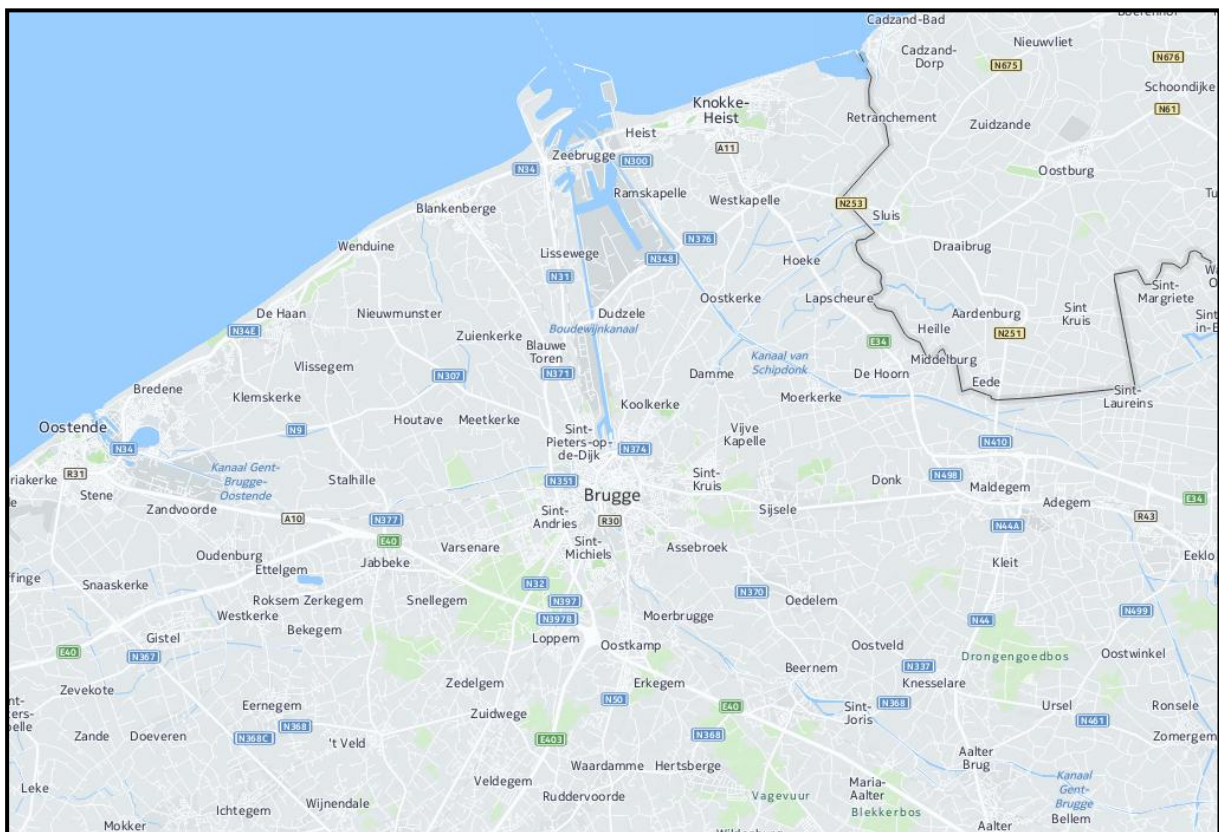 Cadzand-Bad
Nieuwvliet
Cadzand-
Dorp
N675
N676
Schoondijke
Knokke-
Heist
Retranchement
N61
Zuidzande
Heist
A11
Zeebrugge
N34
N300
Oostburg
Ramskapelle
Westkapelle
N253
Blankenberge
Sluis
Wenduine
Lissewege
N376
Draaibrug
N348
Hoeke
N31
Sint-
Margriete
Oostkerke
Lapscheure
De Haan
Nieuwmunster
Dudzele
Aardenburg
Sint
Kruis
Sint
in-E
N34E
Zuienkerke
Boudewijnkanaal
Heille
N251
Blauwe
Toren
E34
Kanaal van
Schipdonk
Middelburg
Vlissegem
N307
N371
Damme
De Hoorn
Eede
Bredene
Klemskerke
Moerkerke
Sint-
Laureins
Koolkerke
Houtave
Meetkerke
Oostende
N9
Sint-
Pieters-op-
de-Dijk
Vijve
Kapelle
N34
N374
N410
Kanaal Gent-
Brugge-
Oostende
R31
riakerke
Stalhille
N351
Sint-
Kruis
Donk
N498
Stene
Brugge
Maldegem
Zandvoorde
Sijsele
Adegem
E34
A10
N377
Sint-
Andries
R30
N44A
R43
E40
Oudenburg
Varsenare
Sint-
Michiels
Assebroek
Eeklo
Jabbeke
Ettelgem
Kleit
ffinge
Snaaskerke
N32
N370
Roksem
Zerkegem
Snellegem
N397
Oedelem
Westkerke
N397B
Moerbrugge
N44
N499
Bekegem
Gistel
Loppem
Oostkamp
Oostveld
E40
N367
Drongengoedbos
Oostwinkel
Beernem
N337
Zevekote
Zedelgem
Erkegem
Knesselare
nt-
ers-
pelle
Eernegem
N50
E40
Sint-
Joris
N368
Ursel
Ronsele
Zuidwege
N461
N368
Zande
Doeveren
N368C
't Veld
E403
N368
Zomergem
Aalter
Brug
Waardamme
Hertsberge
Leke
Veldegem
Maria-
Aalter
Kanaal
Gent-
Brugge
Ichtegem
Wijnendale
Ruddervoorde
Vagevuur
Blekkerbos
Bellem
Mokker
Aalter